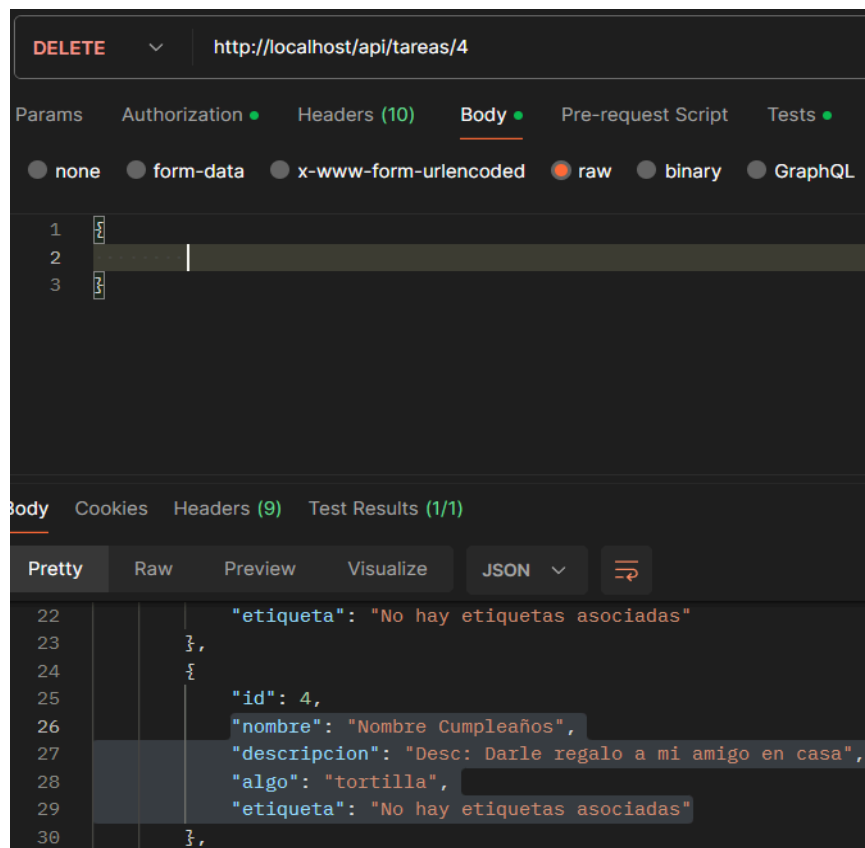 DELETE http://localhost/api/tareas/4
Params Authorization Headers (10) Body Pre-request Script Tests
none form-data x-www-form-urlencoded raw binary GraphQL
1 {
2
3 }
Body Cookies Headers (9) Test Results (1/1)
Pretty Raw Preview Visualize JSON
22 "etiqueta": "No hay etiquetas asociadas"
23 },
24 {
25 "id": 4,
26 "nombre": "Nombre Cumpleaños",
27 "descripcion": "Desc: Darle regalo a mi amigo en casa",
28 "algo": "tortilla",
29 "etiqueta": "No hay etiquetas asociadas"
30 },